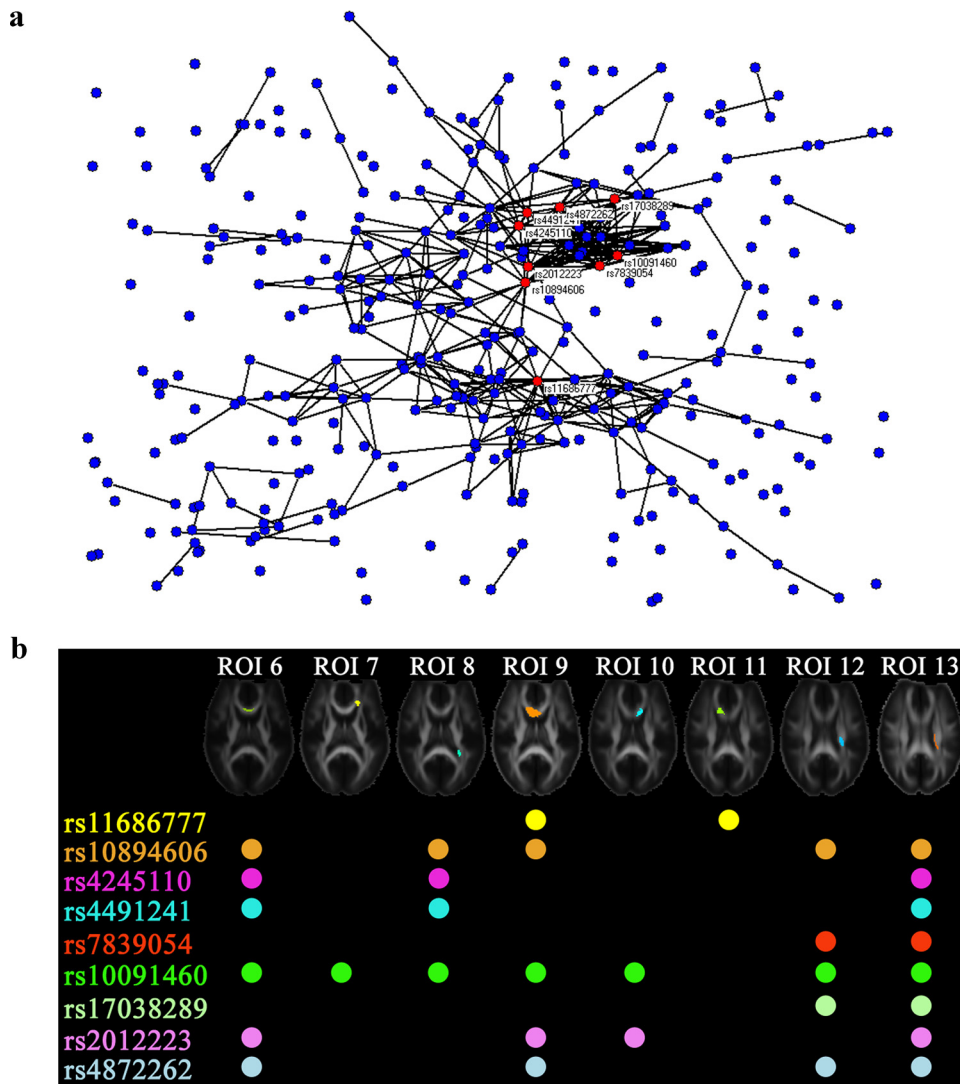 a
rs17038289
rs4872262
rs4491241
rs4245110
rs10091460
rs2012223
rs7839054
rs10894606
rs11686777
b
ROI 6 ROI 7 ROI 8 ROI 9 ROI 10 ROI 11 ROI 12 ROI 13
rs11686777
rs10894606
rs4245110
rs4491241
rs7839054
rs10091460
rs17038289
rs2012223
rs4872262